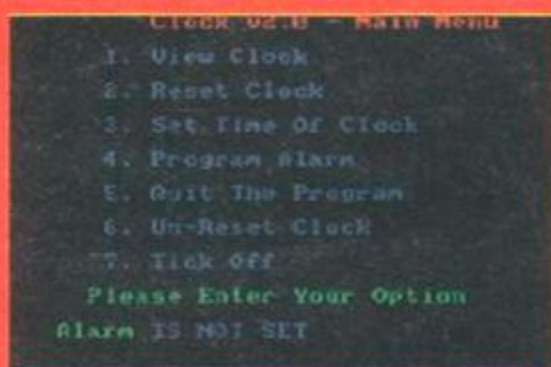 Clock v2.0 - Main Menu
1. View Clock
2. Reset Clock
3. Set Time Of Clock
4. Program Alarm
5. Quit The Program
6. Un-Reset Clock
7. Tick Off
Please Enter Your Option
Alarm IS NOT SET